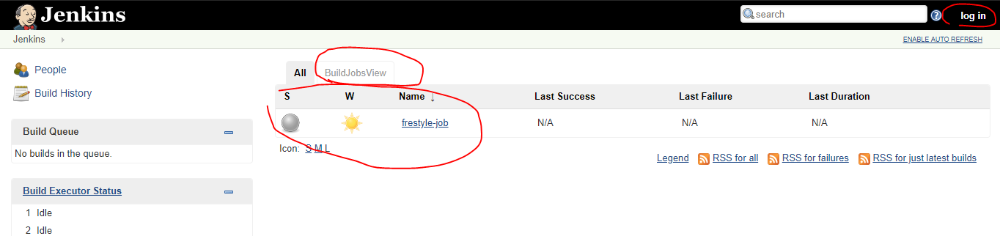 Jenkins search log in
Jenkins ENABLE AUTO REFRESH
People
Build History
All BuildJobsView
S W Name ↓ Last Success Last Failure Last Duration
frestyle-job N/A N/A N/A
Icon: S M L
Legend RSS for all RSS for failures RSS for just latest builds
Build Queue
No builds in the queue.
Build Executor Status
1 Idle
2 Idle